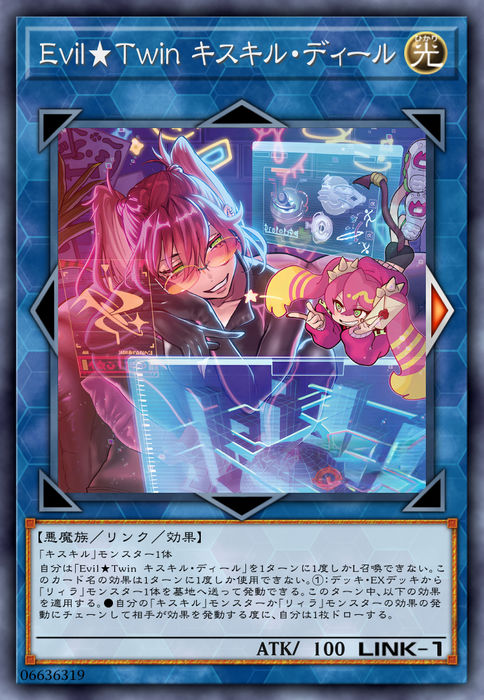 Evil★Twin キスキル・ディール
ひかり
光
Prototype
【悪魔族／リンク／効果】
「キスキル」モンスター1体
自分は「Evil★Twin キスキル・ディール」を1ターンに1度しかL召喚できない。こ
のカード名の効果は1ターンに1度しか使用できない。①：デッキ・EXデッキから
「リィラ」モンスター1体を墓地へ送って発動できる。このターン中、以下の効果
を適用する。●自分の「キスキル」モンスターか「リィラ」モンスターの効果の発
動にチェーンして相手が効果を発動する度に、自分は1枚ドローする。
ATK/ 100 LINK-1
06636319